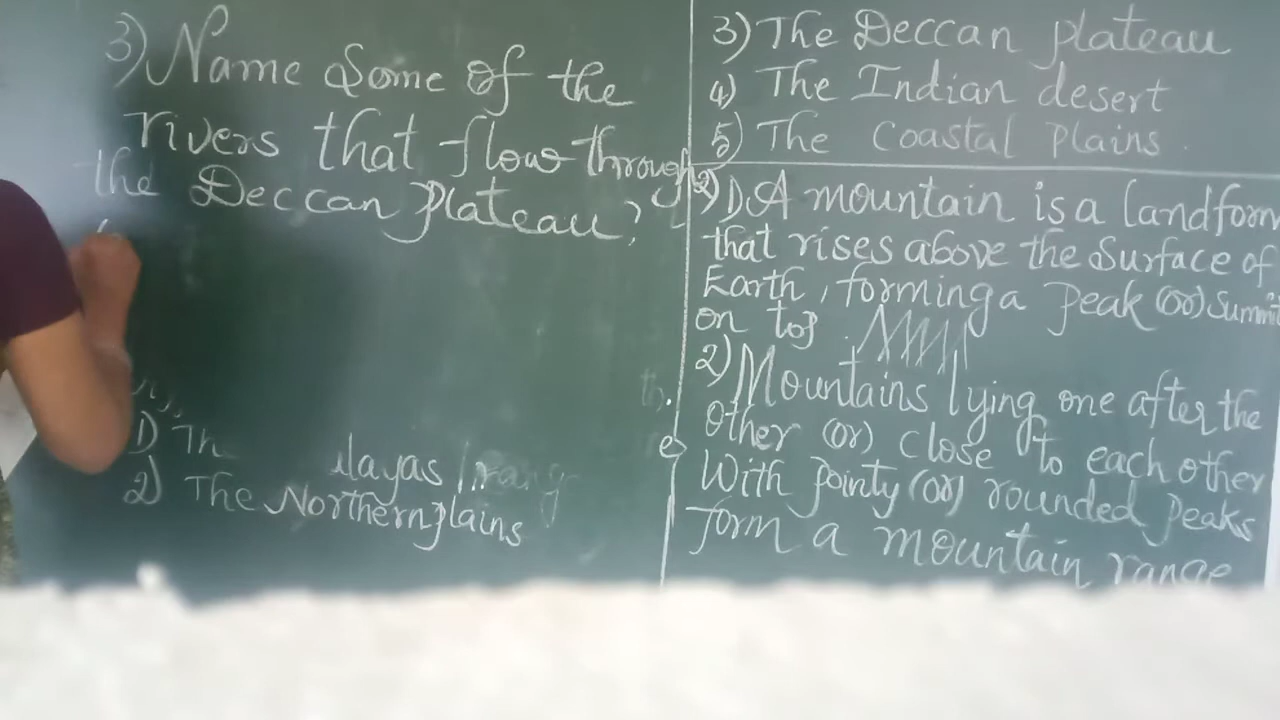 3) Name Some Of the
rivers that flow through
the Deccan Plateau?
1) The layas
2) The Northern plains
3) The Deccan plateau
4) The Indian desert
5) The Coastal Plains.
2) 1) A mountain is a landform
that rises above the Surface of
Earth, forming a Peak (or) Summit
on top.
2) Mountains lying one after the
Other (or) close to each other
With pointy (or) rounded Peaks
form a mountain range